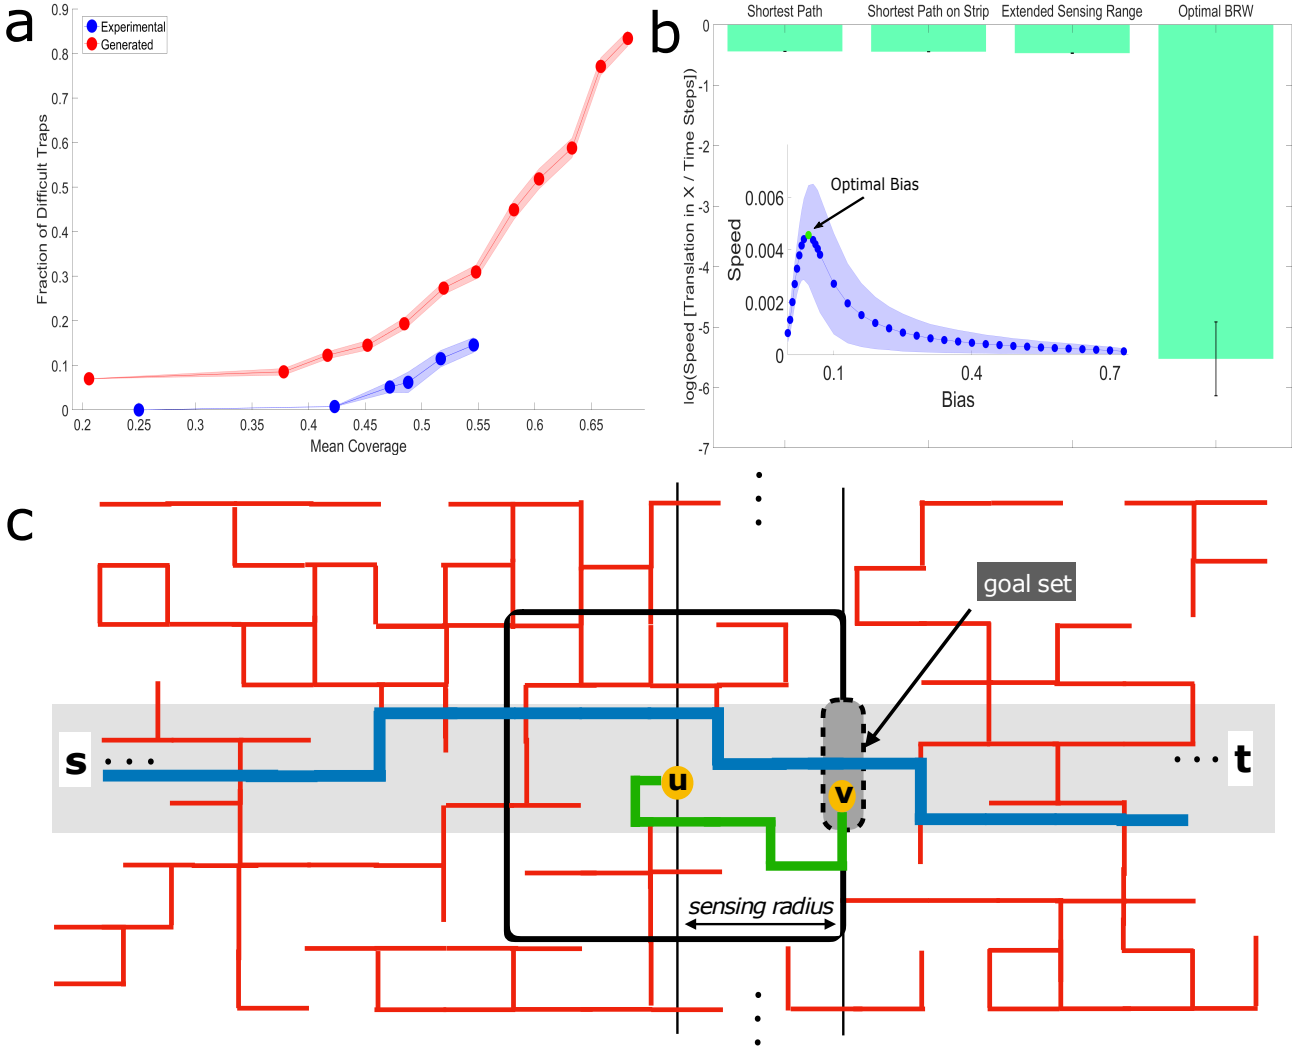 a
Experimental
Generated
Fraction of Difficult Traps
0.9
0.8
0.7
0.6
0.5
0.4
0.3
0.2
0.1
0
0.2 0.25 0.3 0.35 0.4 0.45 0.5 0.55 0.6 0.65
Mean Coverage
b
Shortest Path Shortest Path on Strip Extended Sensing Range Optimal BRW
log(Speed [Translation in X / Time Steps])
0
-1
-2
-3
-4
-5
-6
-7
Optimal Bias
Speed
0.006
0.004
0.002
0
0.1 0.4 0.7
Bias
c
goal set
s
u
v
t
sensing radius